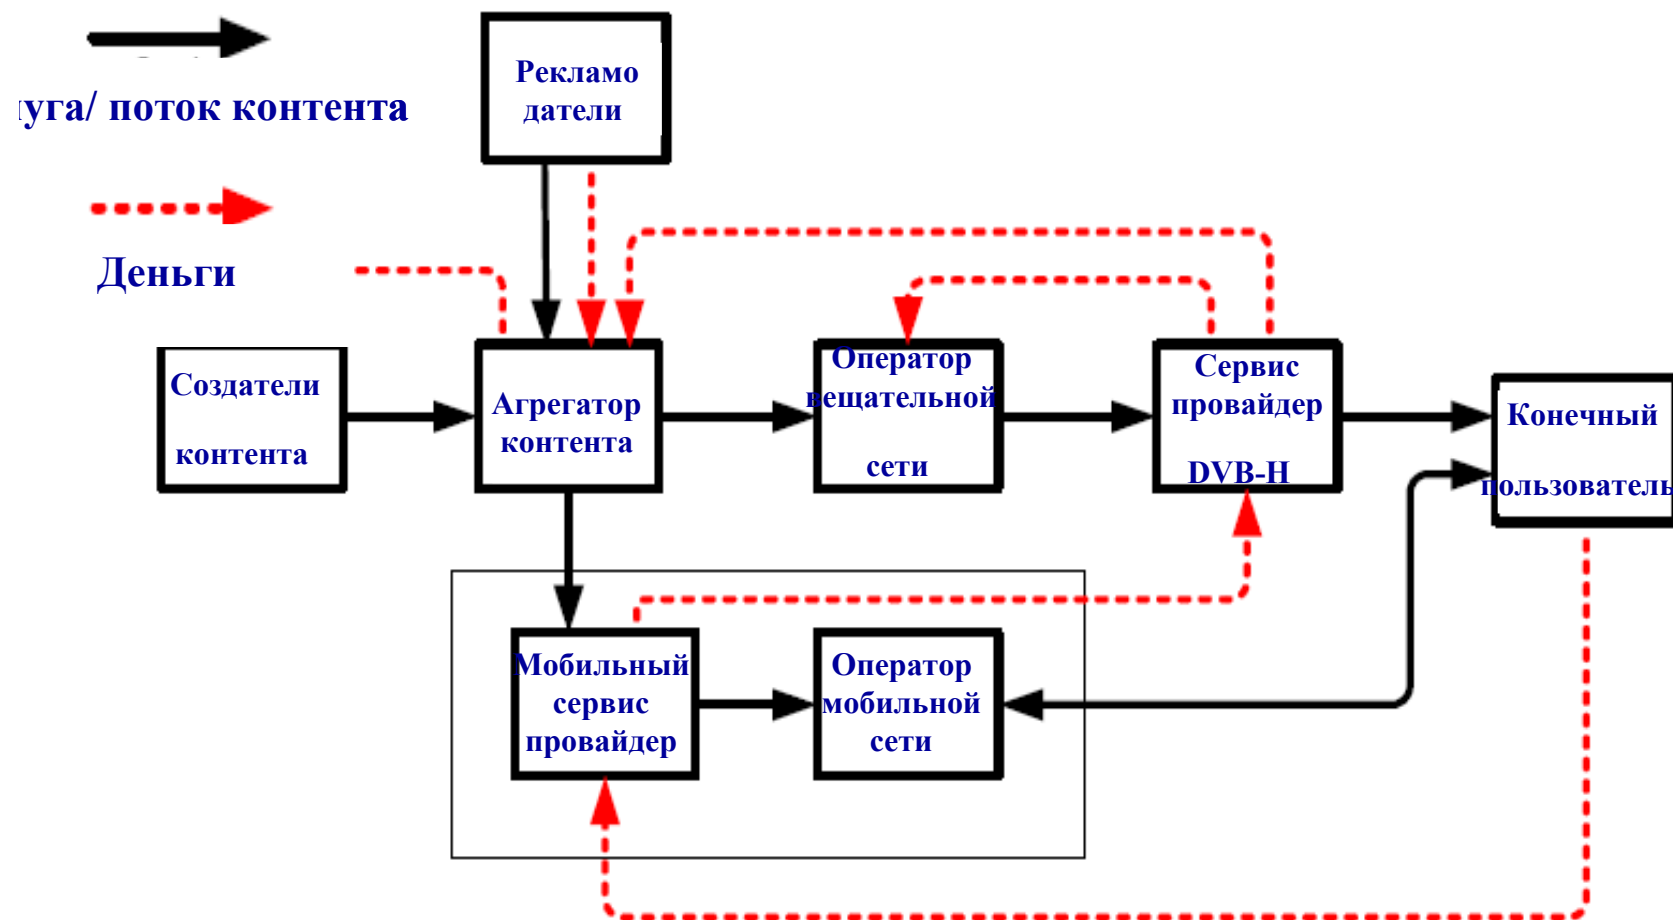 Рекламо
датели
уга/ поток контента
Деньги
Создатели
контента
Агрегатор
контента
Оператор
вещательной
сети
Сервис
провайдер
DVB-H
Конечный
пользователь
Мобильный
сервис
провайдер
Оператор
мобильной
сети